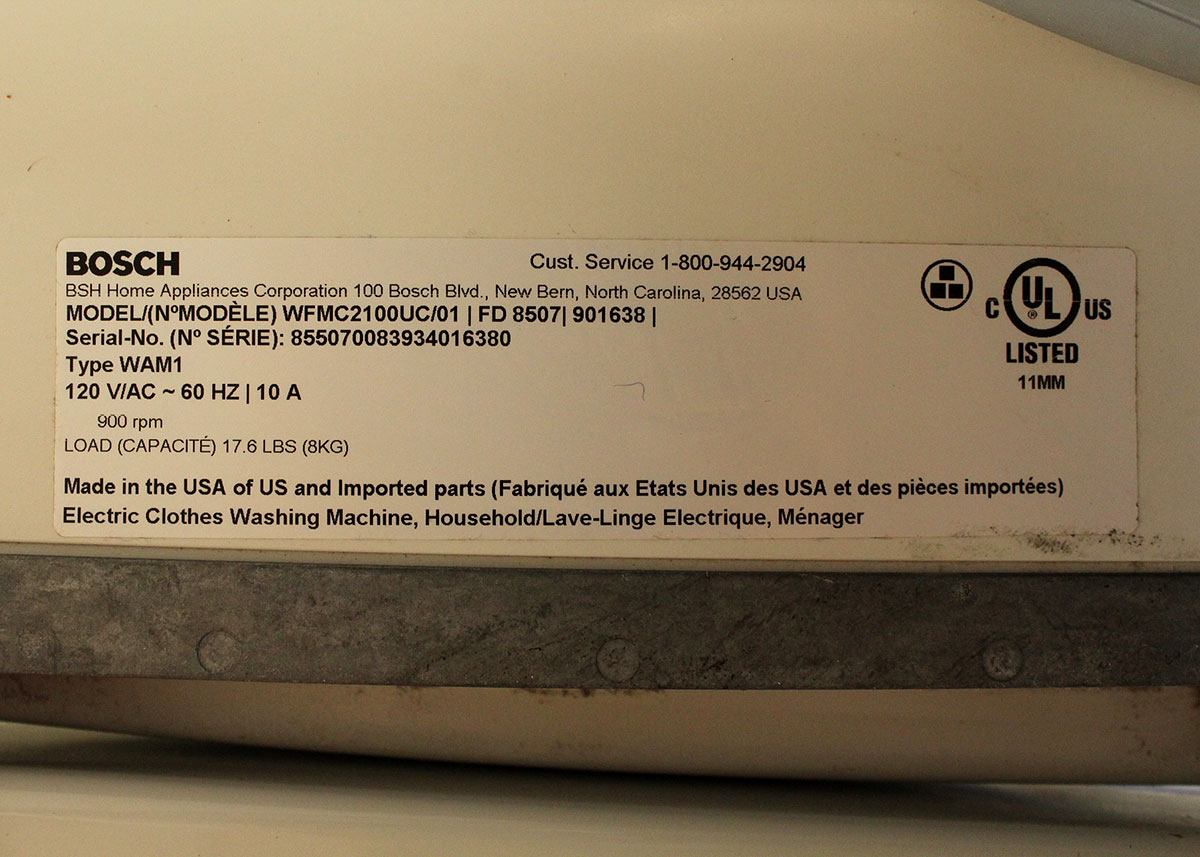 BOSCH
Cust. Service 1-800-944-2904
BSH Home Appliances Corporation 100 Bosch Blvd., New Bern, North Carolina, 28562 USA
MODEL/(NºMODÈLE) WFMC2100UC/01 | FD 8507| 901638 |
Serial-No. (Nº SÉRIE): 855070083934016380
Type WAM1
120 V/AC ~ 60 HZ | 10 A
900 rpm
LOAD (CAPACITÉ) 17.6 LBS (8KG)
Made in the USA of US and Imported parts (Fabriqué aux Etats Unis des USA et des pièces importées)
Electric Clothes Washing Machine, Household/Lave-Linge Electrique, Ménager
C UL® US
LISTED
11MM